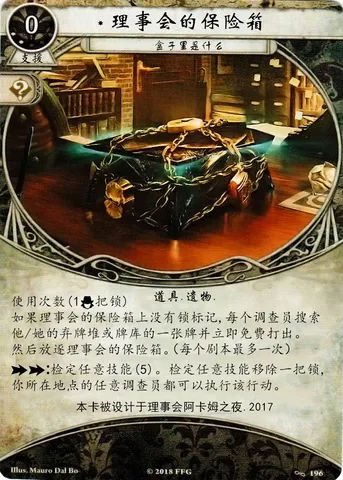 0
理事会的保险箱
支援
盒子里是什么
道具.遗物.
使用次数(1 把锁)
如果理事会的保险箱上没有锁标记,每个调查员搜索
他/她的弃牌堆或牌库的一张牌并立即免费打出。
然后放逐理事会的保险箱。(每个剧本最多一次)
:检定任意技能(5)。检定任意技能移除一把锁,
你所在地点的任意调查员都可以执行该行动。
本卡被设计于理事会阿卡姆之夜. 2017
Illus. Mauro Dal Bo
© 2018 FFG
196